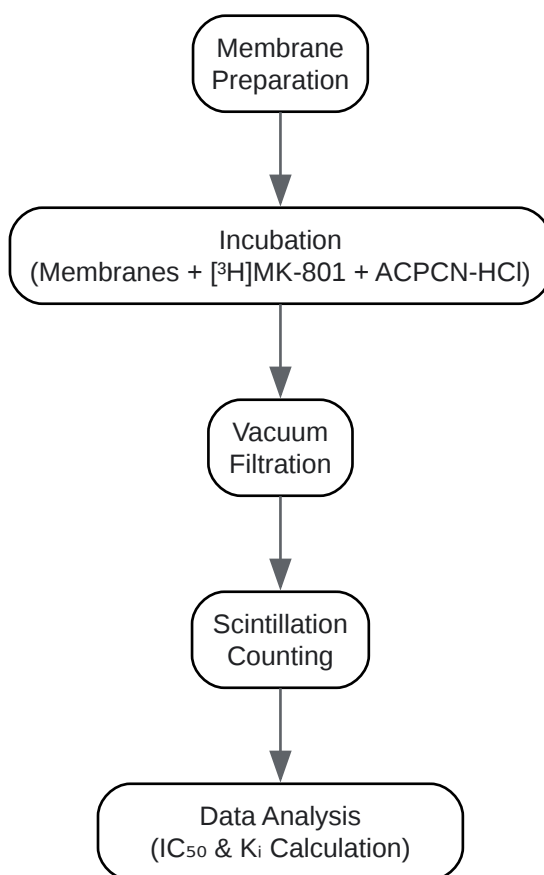 Membrane
Preparation
Incubation
(Membranes + [³H]MK-801 + ACPCN-HCl)
Vacuum
Filtration
Scintillation
Counting
Data Analysis
(IC₅₀ & Kᵢ Calculation)